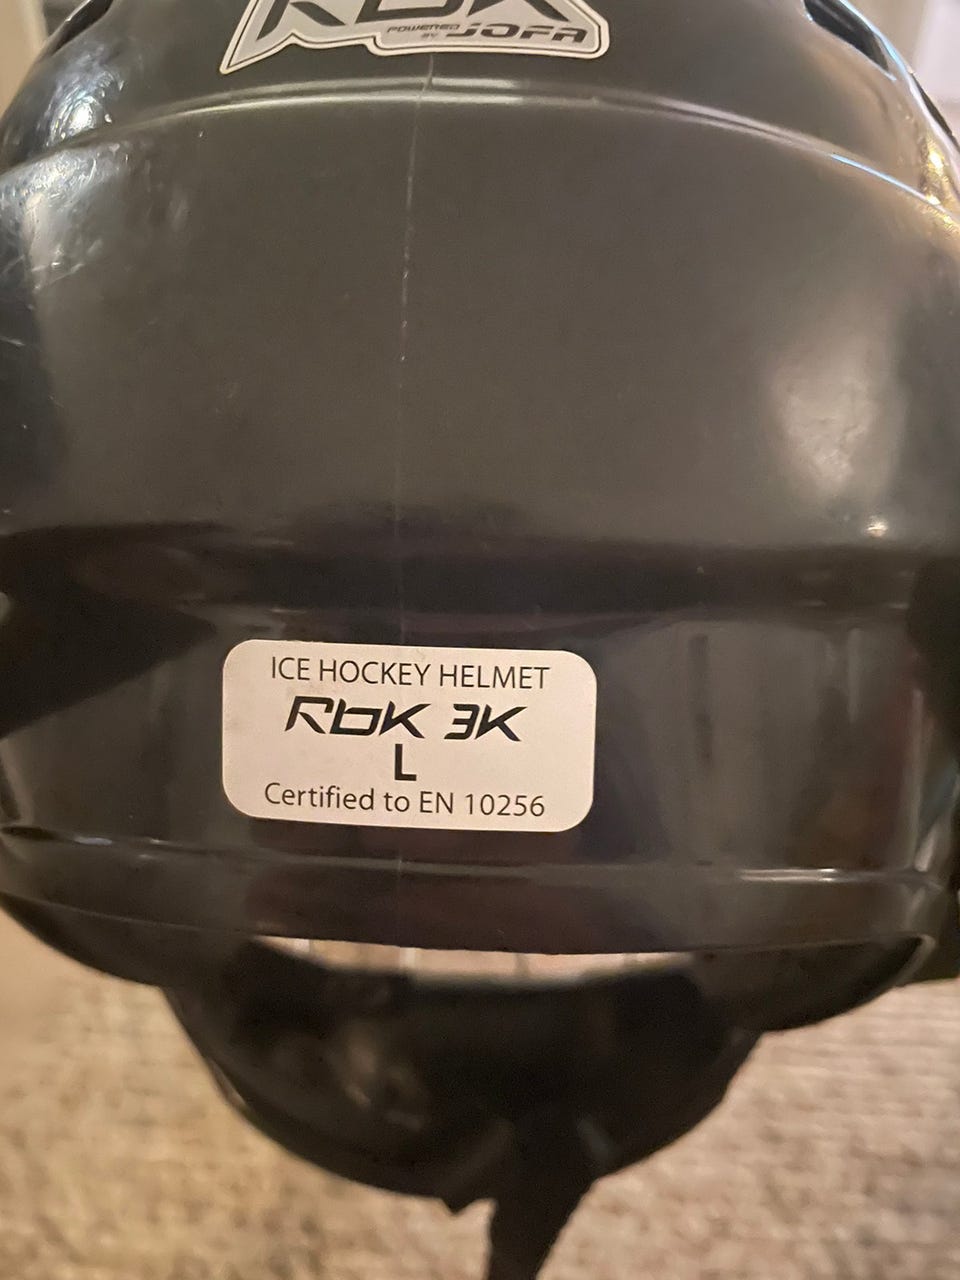 RbK
POWERED BY JOFA
ICE HOCKEY HELMET
RbK 3K
L
Certified to EN 10256